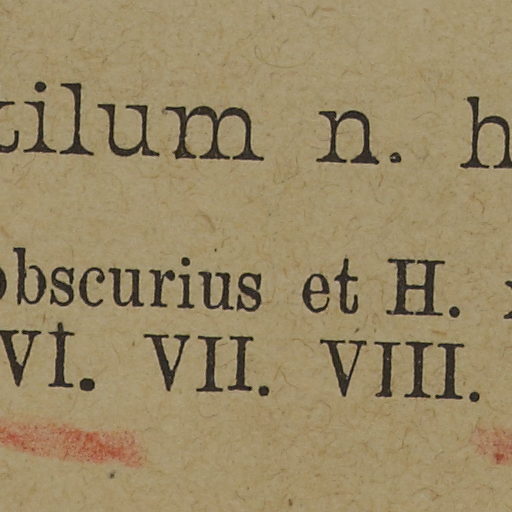 tilum n. h
obscurius et H.
VI. VII. VIII.